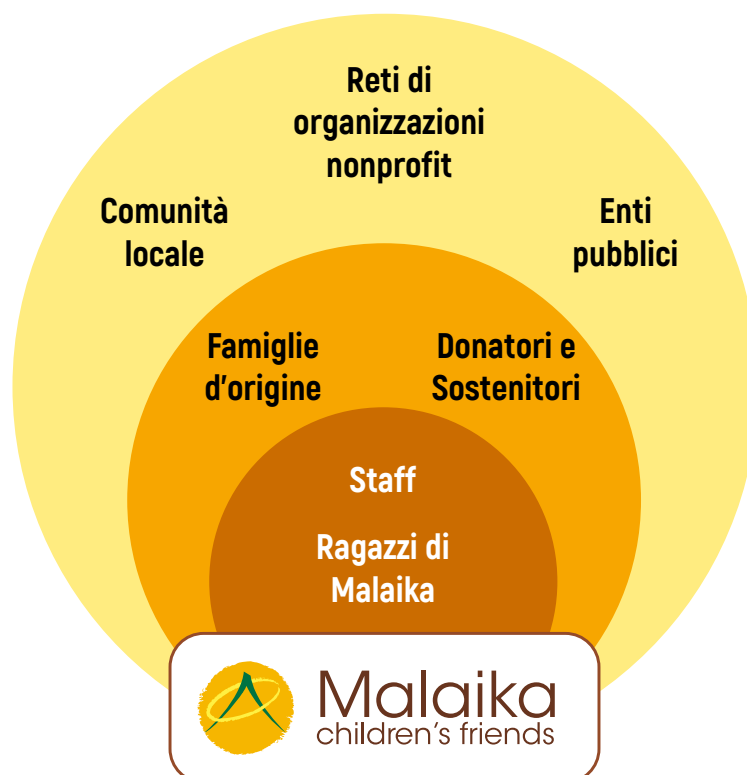 Reti di
organizzazioni
nonprofit
Comunità
locale
Enti
pubblici
Famiglie
d'origine
Donatori e
Sostenitori
Staff
Ragazzi di
Malaika
Malaika
children's friends